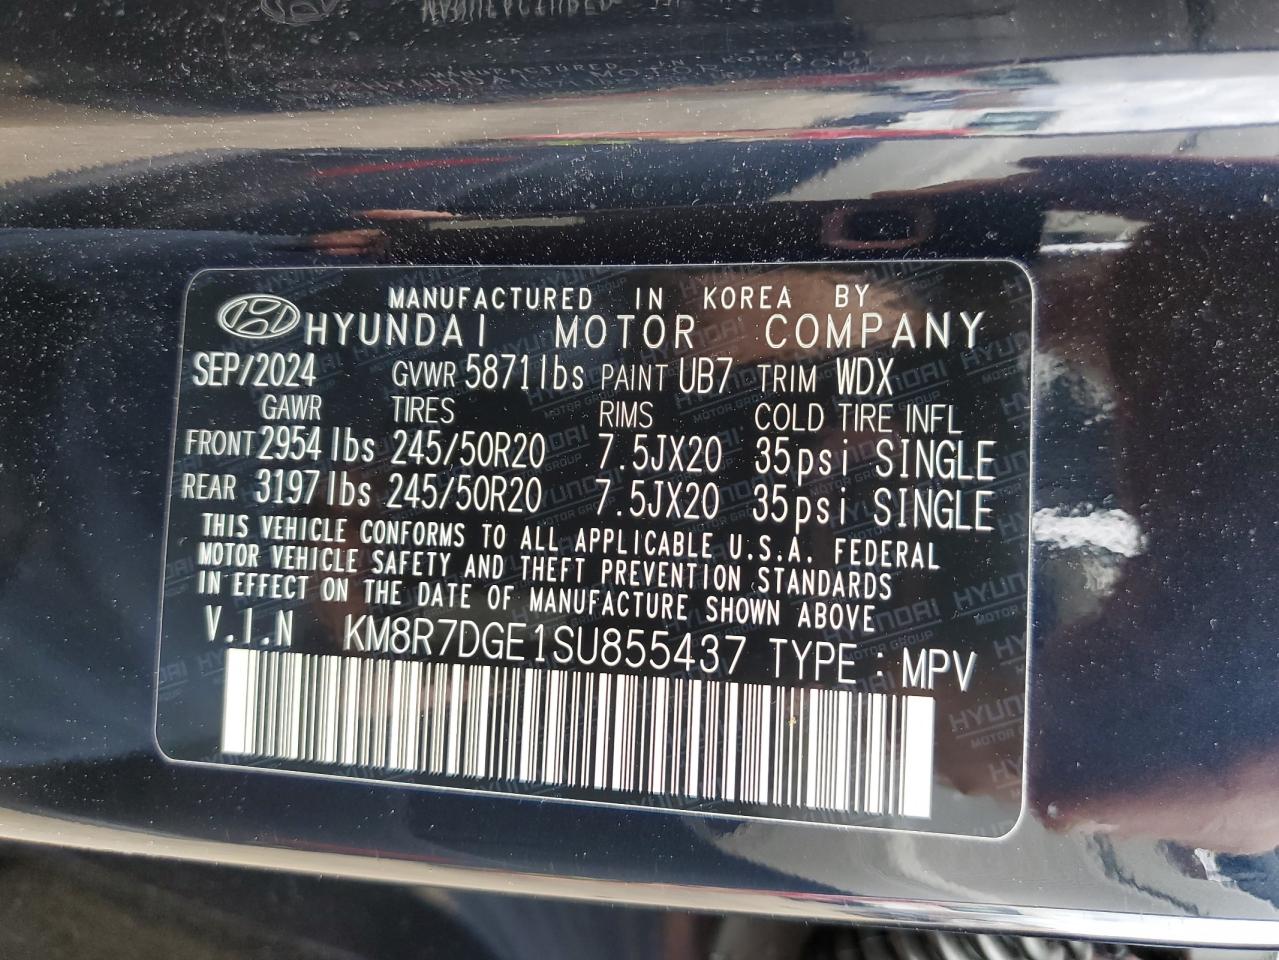 MANUFACTURED IN KOREA BY
HYUNDAI MOTOR COMPANY
SEP/2024 GVWR 5871lbs PAINT UB7 TRIM WDX
GAWR TIRES RIMS COLD TIRE INFL
FRONT 2954lbs 245/50R20 7.5JX20 35psi SINGLE
REAR 3197lbs 245/50R20 7.5JX20 35psi SINGLE
THIS VEHICLE CONFORMS TO ALL APPLICABLE U.S.A. FEDERAL
MOTOR VEHICLE SAFETY AND THEFT PREVENTION STANDARDS
IN EFFECT ON THE DATE OF MANUFACTURE SHOWN ABOVE
V.I.N KM8R7DGE1SU855437 TYPE : MPV
HYUNDAI
MOTOR GROUP